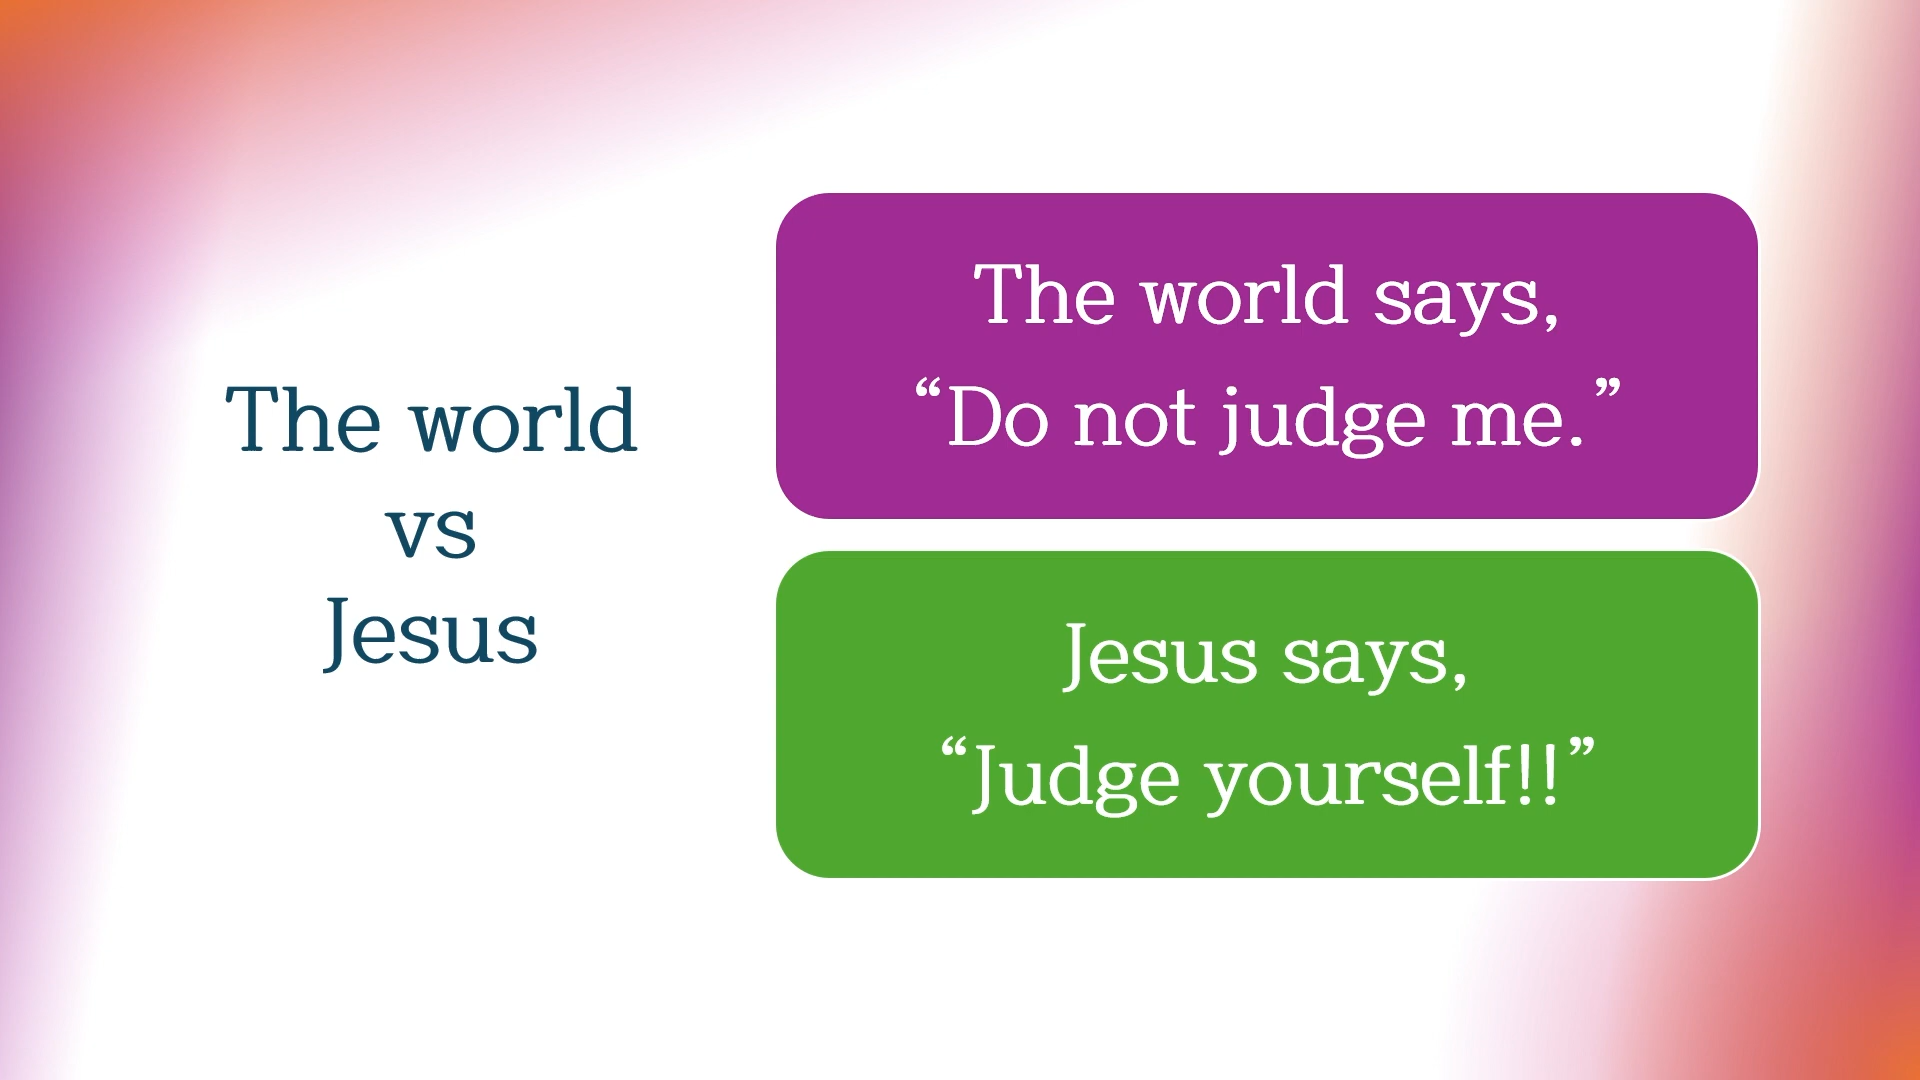 The world
vs
Jesus
The world says,
“Do not judge me.”
Jesus says,
“Judge yourself!!”